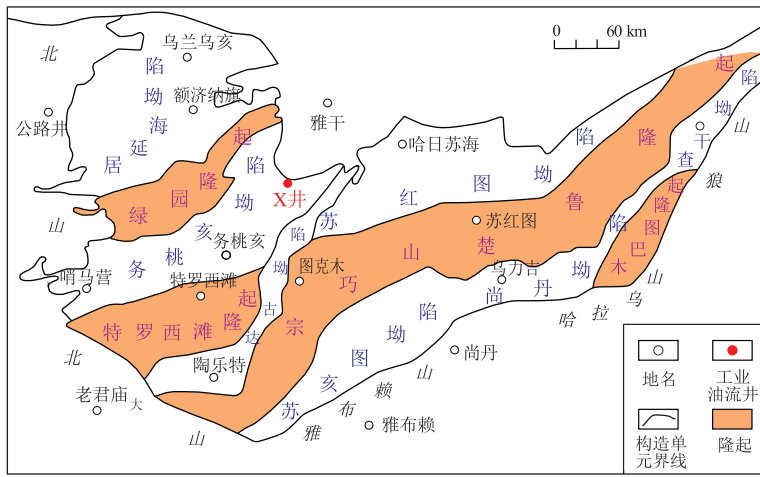 0 60 km
北山
乌兰乌亥
额济纳旗
公路井
雅干
哈日苏海
居延海坳陷
绿园隆起
X井
务桃亥坳陷
务桃亥
哨马营
特罗西滩
特罗西滩隆起
达古坳陷
苏红图坳陷
苏红图
图克木
宗巧山楚鲁隆起
乌力吉
尚丹坳陷
查干坳陷
木巴图隆起
狼山
哈拉乌山
陶乐特
老君庙
北大山
苏亥图坳陷
雅布赖山
尚丹
雅布赖
地名
工业
油流井
构造单
元界线
隆起